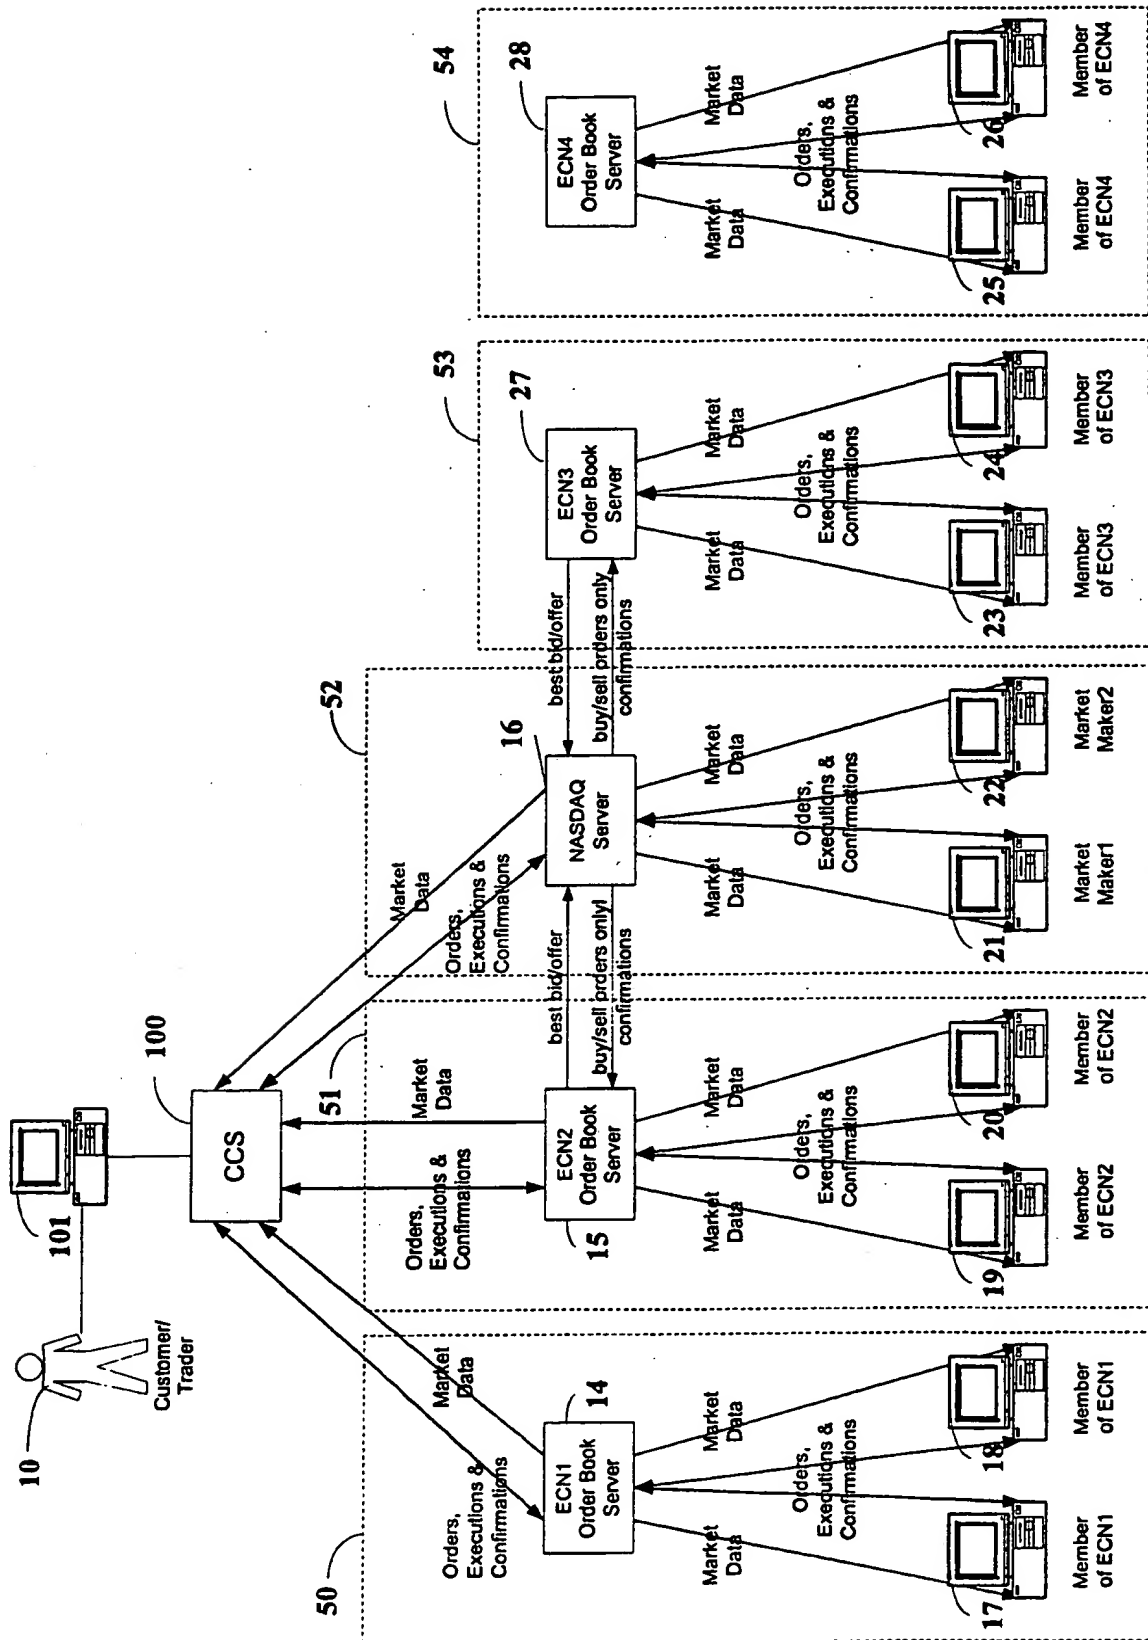 10
Customer/
Trader
101
100
CCS
50
51
52
53
54
Orders,
Executions &
Confirmations
Market
Data
Orders,
Executions &
Confirmations
Market
Data
Market
Data
Orders,
Executions &
Confirmations
14
ECN1
Order Book
Server
15
ECN2
Order Book
Server
best bid/offer
buy/sell orders only
confirmations
16
NASDAQ
Server
best bid/offer
buy/sell orders only
confirmations
27
ECN3
Order Book
Server
28
ECN4
Order Book
Server
Market
Data
Orders,
Executions &
Confirmations
Market
Data
Market
Data
Orders,
Executions &
Confirmations
Market
Data
Market
Data
Orders,
Executions &
Confirmations
Market
Data
Market
Data
Orders,
Executions &
Confirmations
Market
Data
Market
Data
Orders,
Executions &
Confirmations
Market
Data
17
18
19
20
21
22
23
24
25
26
Member
of ECN1
Member
of ECN1
Member
of ECN2
Member
of ECN2
Market
Maker1
Market
Maker2
Member
of ECN3
Member
of ECN3
Member
of ECN4
Member
of ECN4